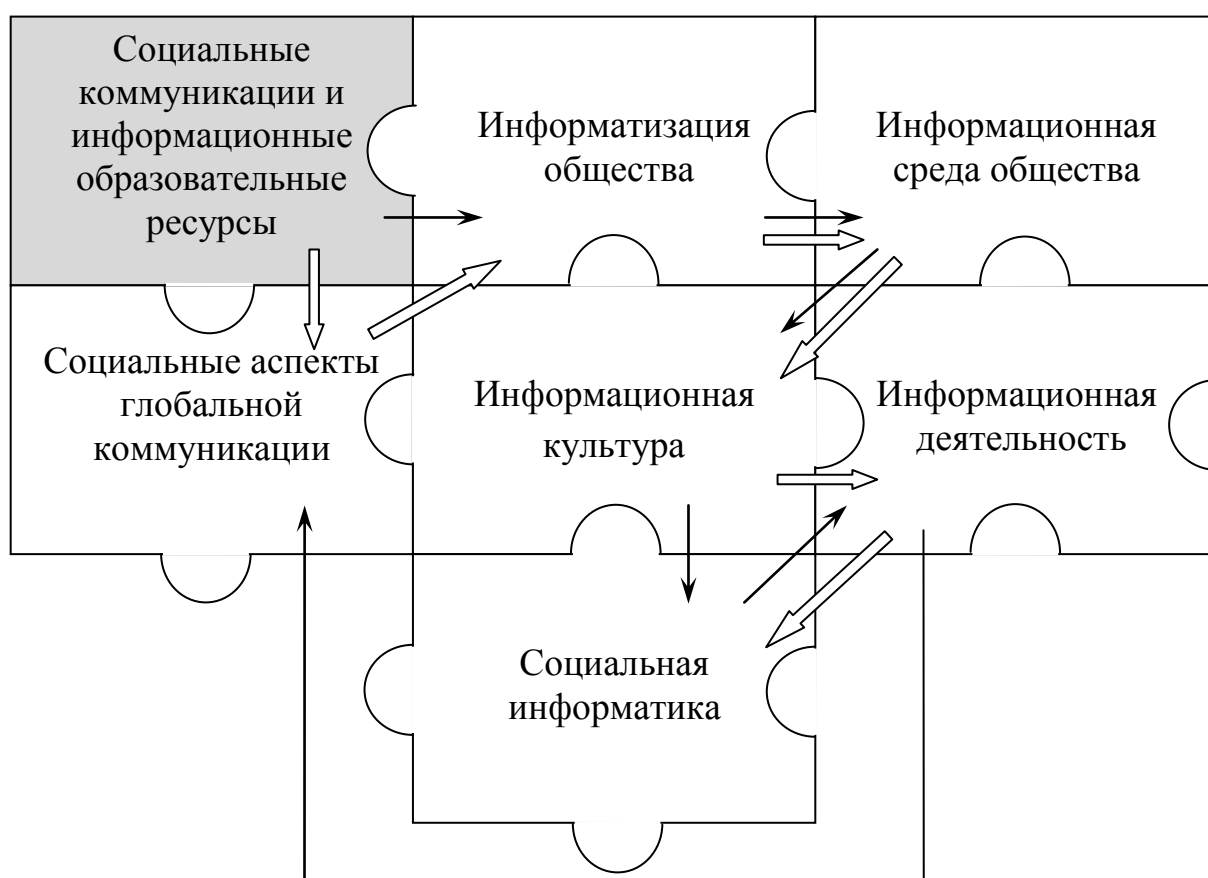 Социальные
коммуникации и
информационные
образовательные
ресурсы
Информатизация
общества
Информационная
среда общества
Социальные аспекты
глобальной
коммуникации
Информационная
культура
Информационная
деятельность
Социальная
информатика